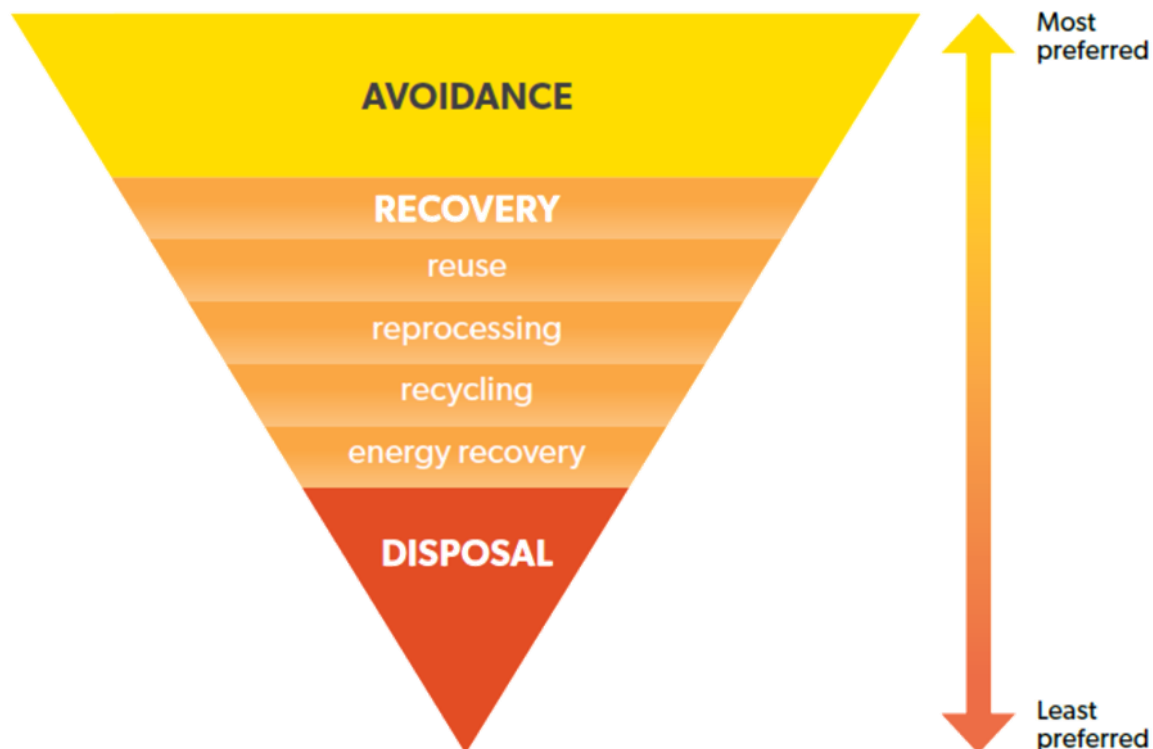 Most
preferred
AVOIDANCE
RECOVERY
reuse
reprocessing
recycling
energy recovery
DISPOSAL
Least
preferred